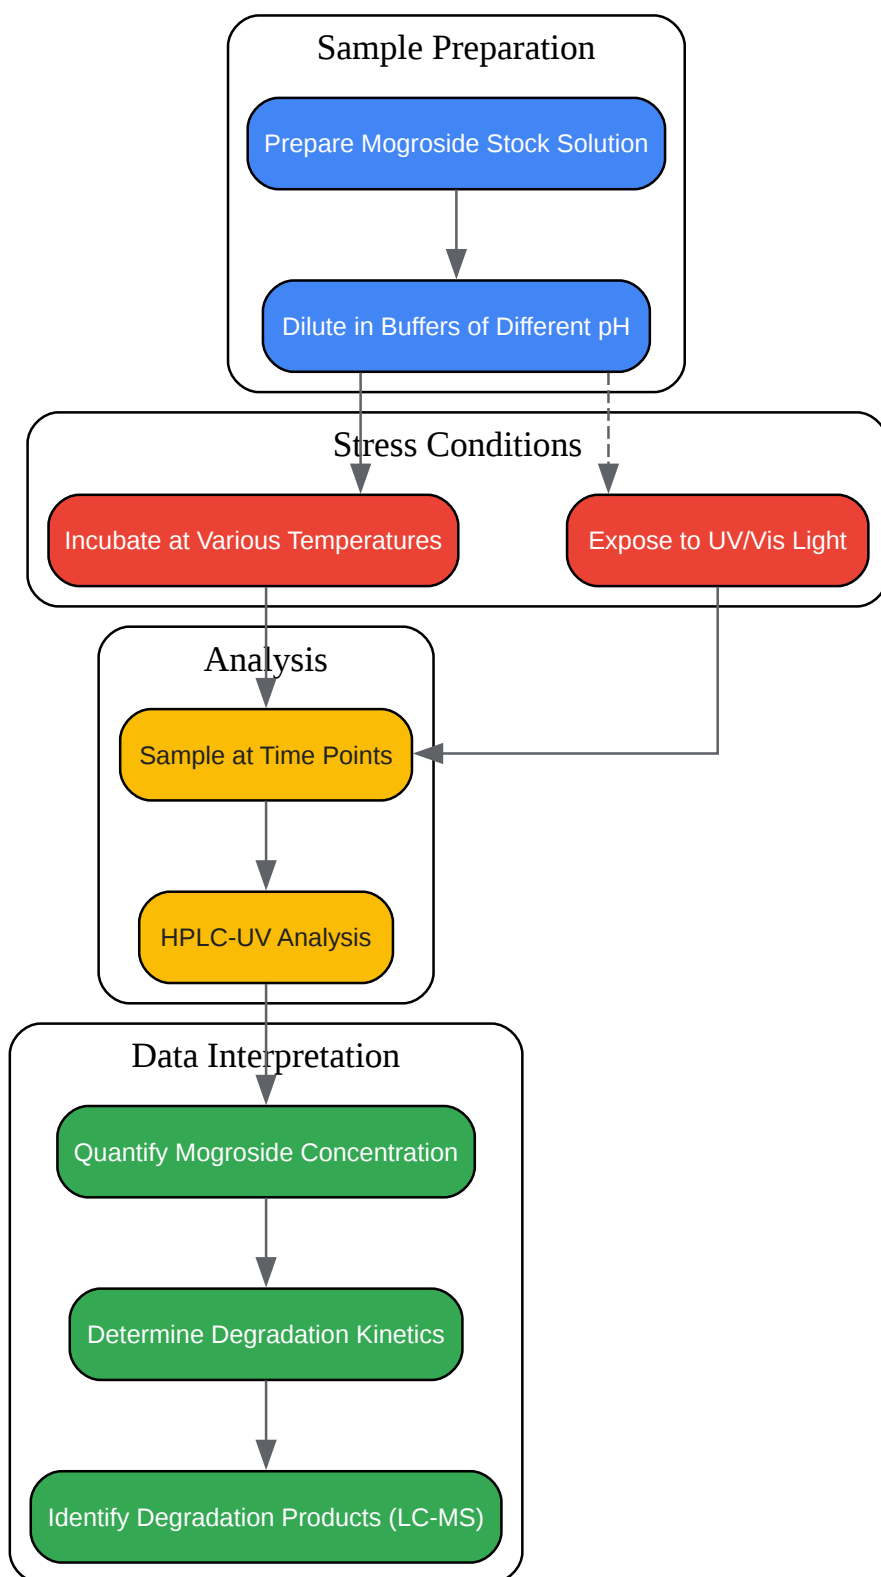 Sample Preparation
Prepare Mogroside Stock Solution
Dilute in Buffers of Different pH
Stress Conditions
Incubate at Various Temperatures
Expose to UV/Vis Light
Analysis
Sample at Time Points
HPLC-UV Analysis
Data Interpretation
Quantify Mogroside Concentration
Determine Degradation Kinetics
Identify Degradation Products (LC-MS)